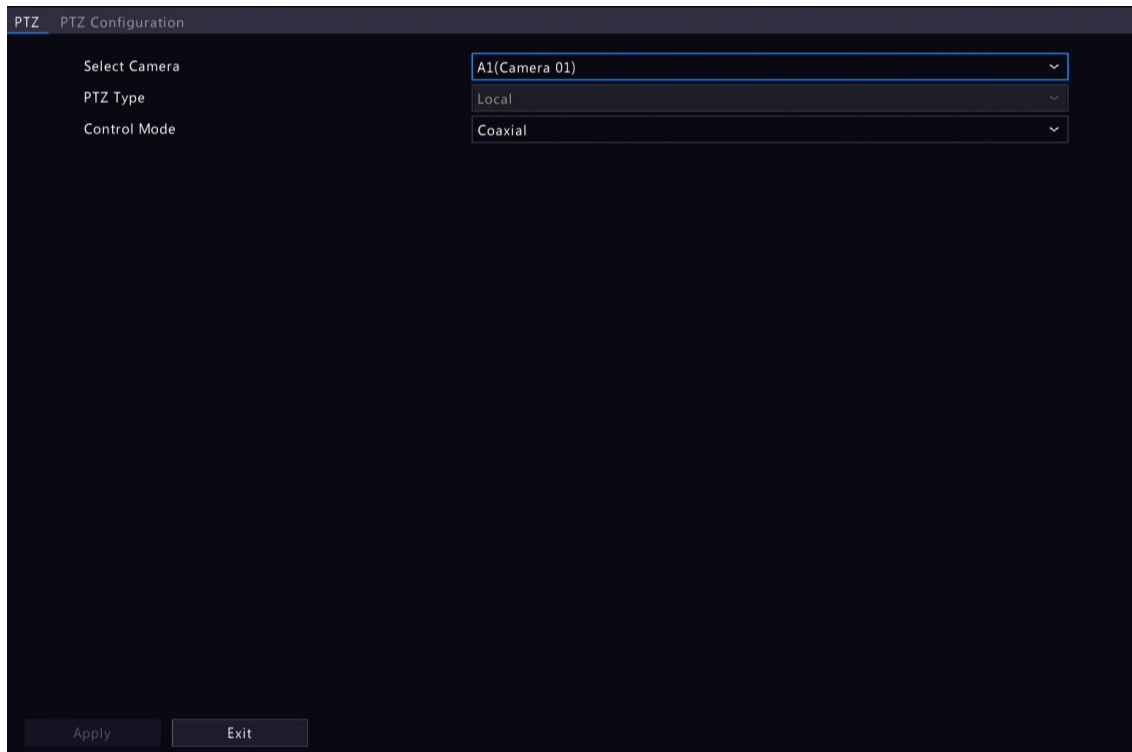 PTZ PTZ Configuration
Select Camera A1(Camera 01)
PTZ Type Local
Control Mode Coaxial
Apply Exit